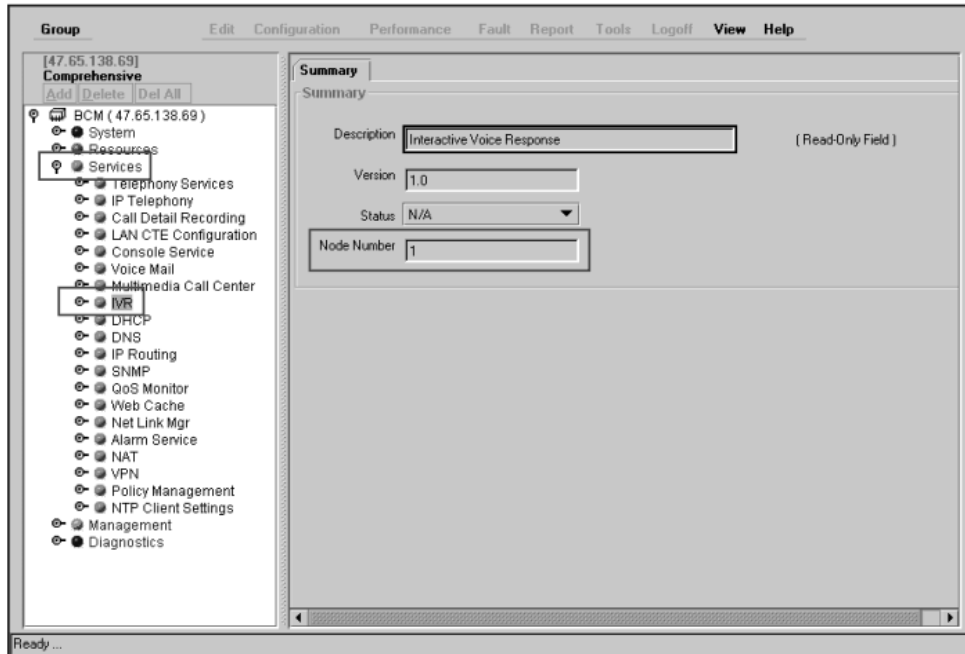 Group Edit Configuration Performance Fault Report Tools Logoff View Help
[47.65.138.69]
Comprehensive
Add Delete Del All
BCM ( 47.65.138.69 )
System
Resources
Services
Telephony Services
IP Telephony
Call Detail Recording
LAN CTE Configuration
Console Service
Voice Mail
Multimedia Call Center
IVR
DHCP
DNS
IP Routing
SNMP
QoS Monitor
Web Cache
Net Link Mgr
Alarm Service
NAT
VPN
Policy Management
NTP Client Settings
Management
Diagnostics
Summary
Summary
Description Interactive Voice Response ( Read-Only Field )
Version 1.0
Status N/A
Node Number 1
Ready ...